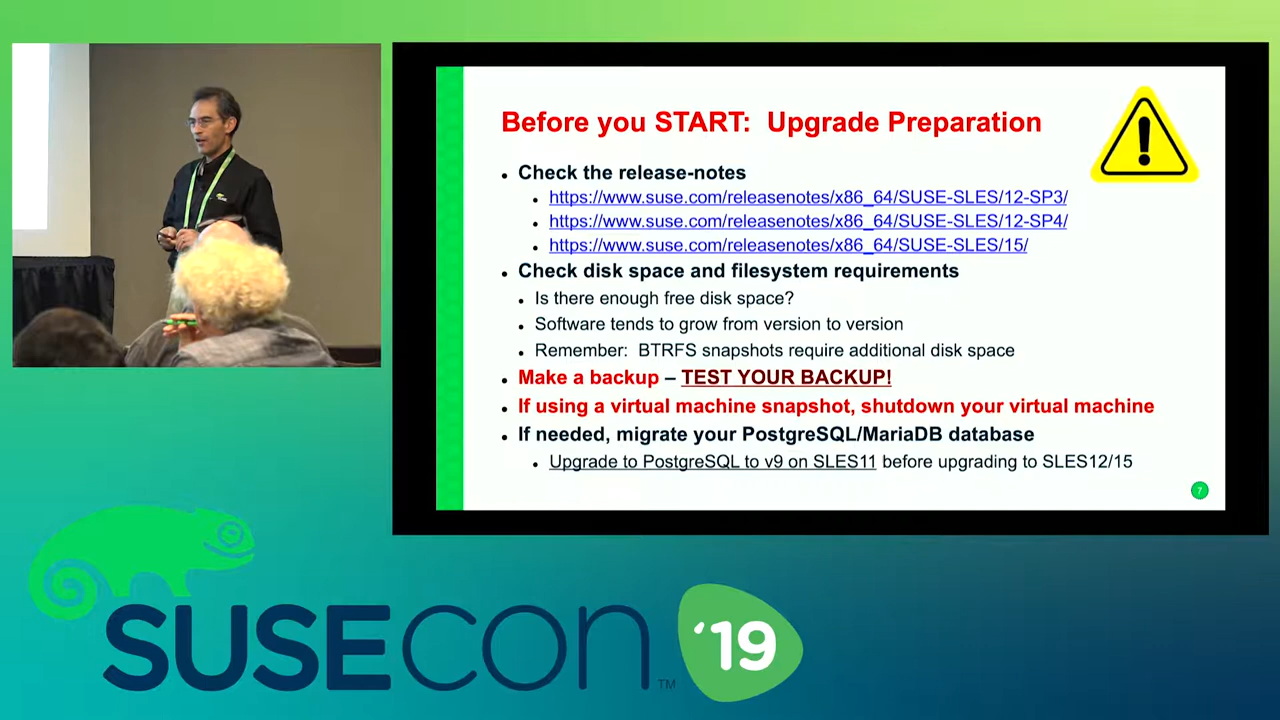 Before you START: Upgrade Preparation
• Check the release-notes
• https://www.suse.com/releasenotes/x86_64/SUSE-SLES/12-SP3/
• https://www.suse.com/releasenotes/x86_64/SUSE-SLES/12-SP4/
• https://www.suse.com/releasenotes/x86_64/SUSE-SLES/15/
• Check disk space and filesystem requirements
• Is there enough free disk space?
• Software tends to grow from version to version
• Remember: BTRFS snapshots require additional disk space
• Make a backup – TEST YOUR BACKUP!
• If using a virtual machine snapshot, shutdown your virtual machine
• If needed, migrate your PostgreSQL/MariaDB database
• Upgrade to PostgreSQL to v9 on SLES11 before upgrading to SLES12/15
7
SUSECON ™ '19